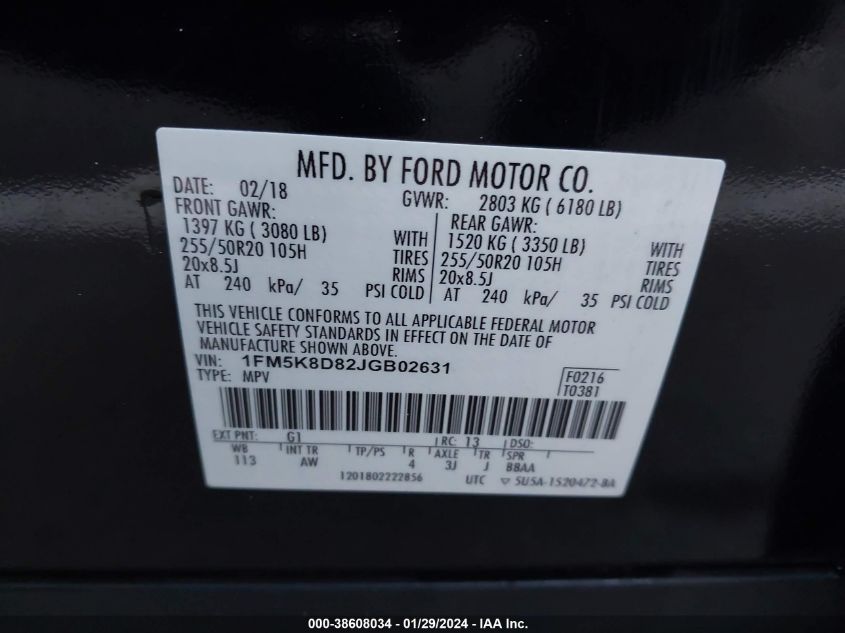 MFD. BY FORD MOTOR CO.
DATE: 02/18 GVWR: 2803 KG ( 6180 LB)
FRONT GAWR: REAR GAWR:
1397 KG ( 3080 LB) WITH 1520 KG ( 3350 LB) WITH
255/50R20 105H TIRES 255/50R20 105H TIRES
20x8.5J RIMS 20x8.5J RIMS
AT 240 kPa/ 35 PSI COLD AT 240 kPa/ 35 PSI COLD
THIS VEHICLE CONFORMS TO ALL APPLICABLE FEDERAL MOTOR
VEHICLE SAFETY STANDARDS IN EFFECT ON THE DATE OF
MANUFACTURE SHOWN ABOVE.
VIN: 1FM5K8D82JGB02631
TYPE: MPV
F0216
T0381
EXT PNT: G1 RC: 13 DSO:
WB INT TR TP/PS R AXLE TR SPR
113 AW 4 3J J BBAA
1201802222856 UTC ▽ 5U5A-1520472-BA
000-38608034 - 01/29/2024 - IAA Inc.